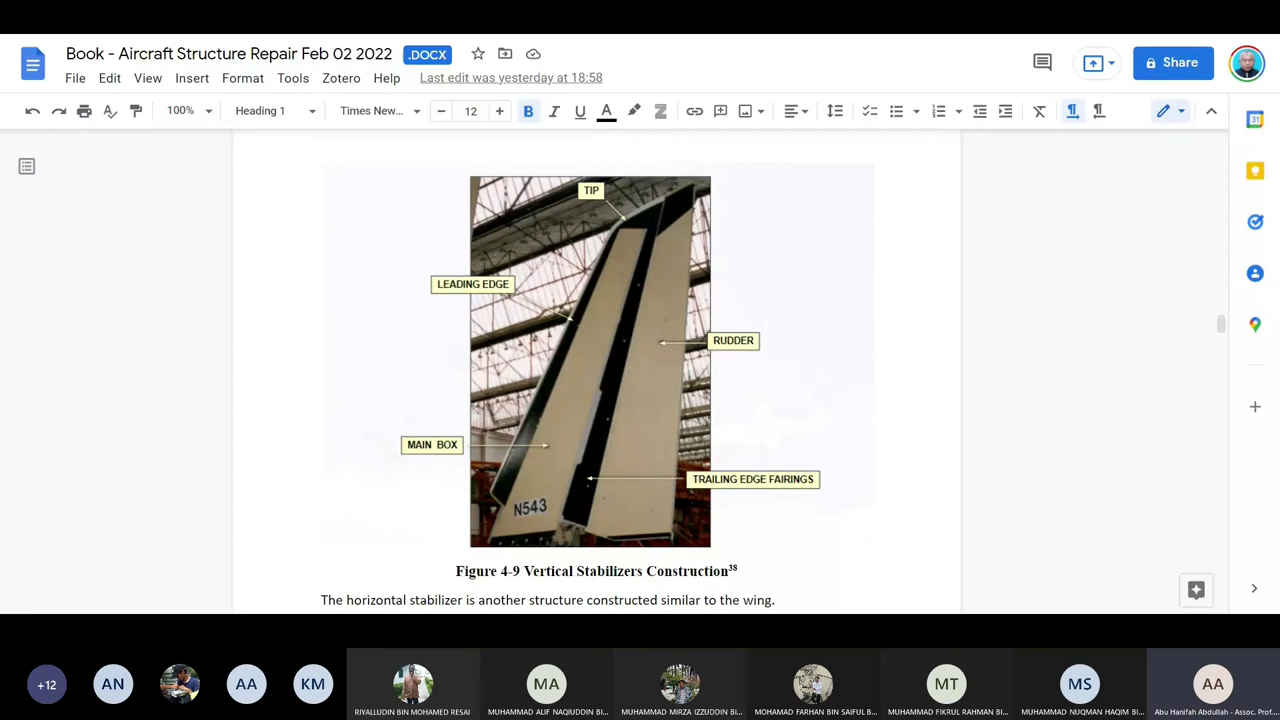 Book - Aircraft Structure Repair Feb 02 2022 .DOCX
File Edit View Insert Format Tools Zotero Help Last edit was yesterday at 18:58
Share
100% Heading 1 Times New... 12 B I U A
31
TIP
LEADING EDGE
RUDDER
MAIN BOX
TRAILING EDGE FAIRINGS
N543
Figure 4-9 Vertical Stabilizers Construction38
The horizontal stabilizer is another structure constructed similar to the wing.
+12 AN AA KM MA MT MS AA
RIYALLUDIN BIN MOHAMED RESAI MUHAMMAD ALIF NAQIUDDIN BI... MUHAMMAD MIRZA IZZUDDIN BI... MOHAMAD FARHAN BIN SAIFUL B... MUHAMMAD FIKRUL RAHMAN BI... MUHAMMAD NUQMAN HAQIM BI... Abu Hanifah Abdullah - Assoc. Prof...